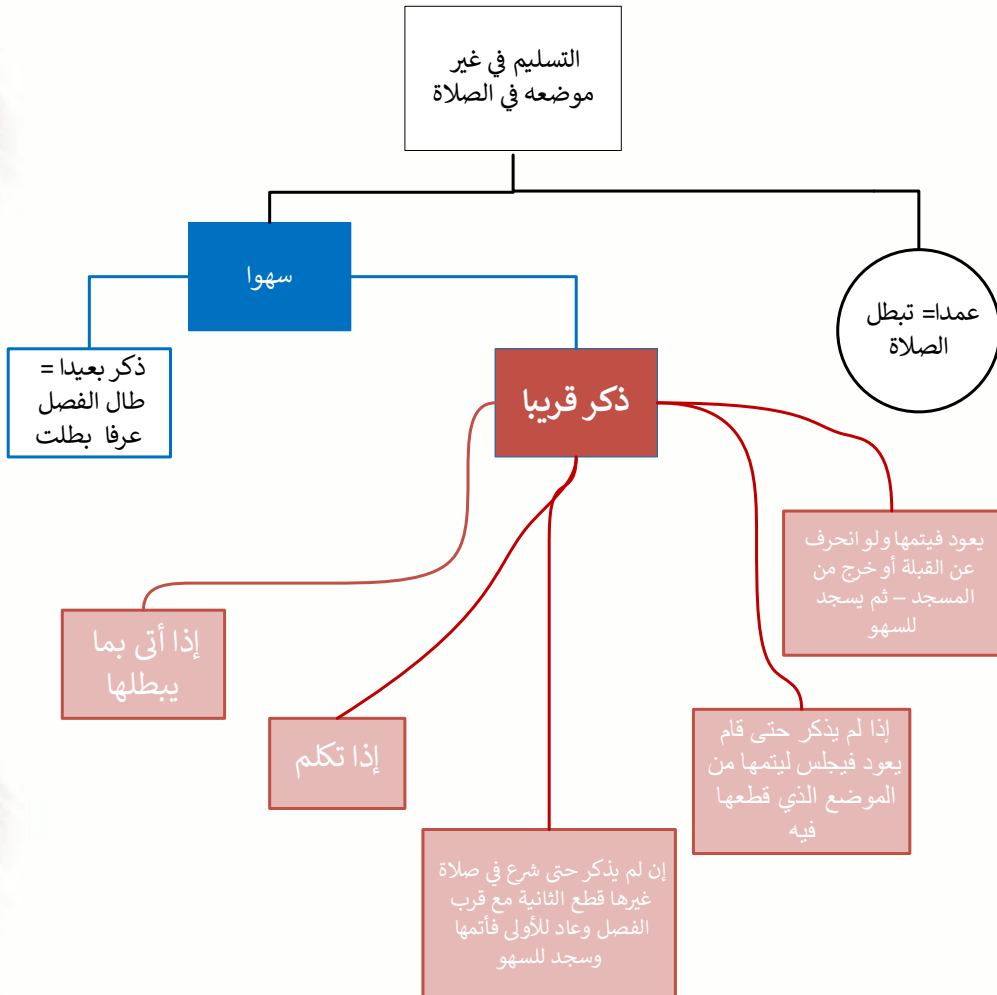 التسليم في غير
موضعه في الصلاة
سهوا
عمدا= تبطل
الصلاة
ذكر بعيدا =
طال الفصل
عرفا بطلت
ذكر قريبا
يعود فيتمها ولو انحرف
عن القبلة أو خرج من
المسجد – ثم يسجد
للسهو
إذا لم يذكر حتى قام
يعود فيجلس ليتمها من
الموضع الذي قطعها
فيه
إن لم يذكر حتى شرع في صلاة
غيرها قطع الثانية مع قرب
الفصل وعاد للأولى فأتمها
وسجد للسهو
إذا تكلم
إذا أتى بما
يبطلها